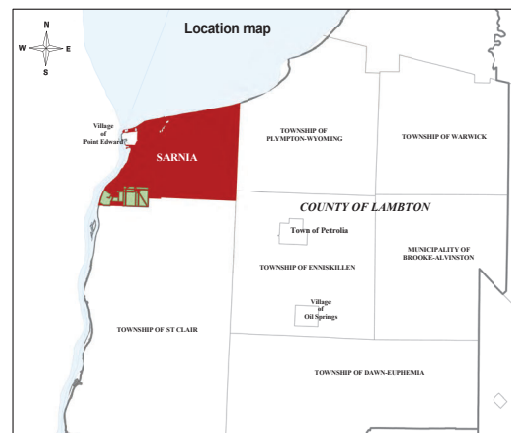 Location map
N
W E
S
Village
of
Point Edward
SARNIA
TOWNSHIP OF
PLYMPTON-WYOMING
TOWNSHIP OF WARWICK
COUNTY OF LAMBTON
Town of Petrolia
MUNICIPALITY OF
BROOKE-ALVINSTON
TOWNSHIP OF ENNISKILLEN
Village
of
Oil Springs
TOWNSHIP OF ST CLAIR
TOWNSHIP OF DAWN-EUPHEMIA